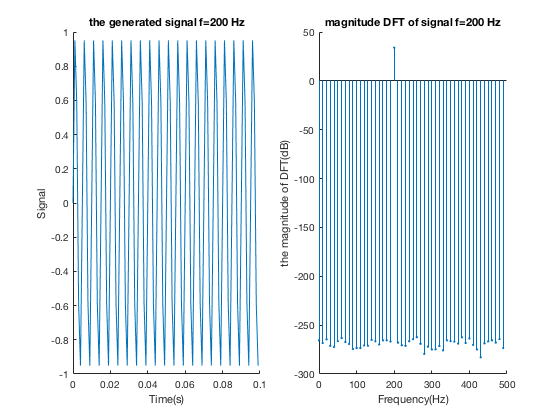 the generated signal f=200 Hz
1
0.8
0.6
0.4
0.2
0
-0.2
-0.4
-0.6
-0.8
-1
Signal
0 0.02 0.04 0.06 0.08 0.1
Time(s)
magnitude DFT of signal f=200 Hz
50
0
-50
-100
-150
-200
-250
-300
the magnitude of DFT(dB)
0 100 200 300 400 500
Frequency(Hz)